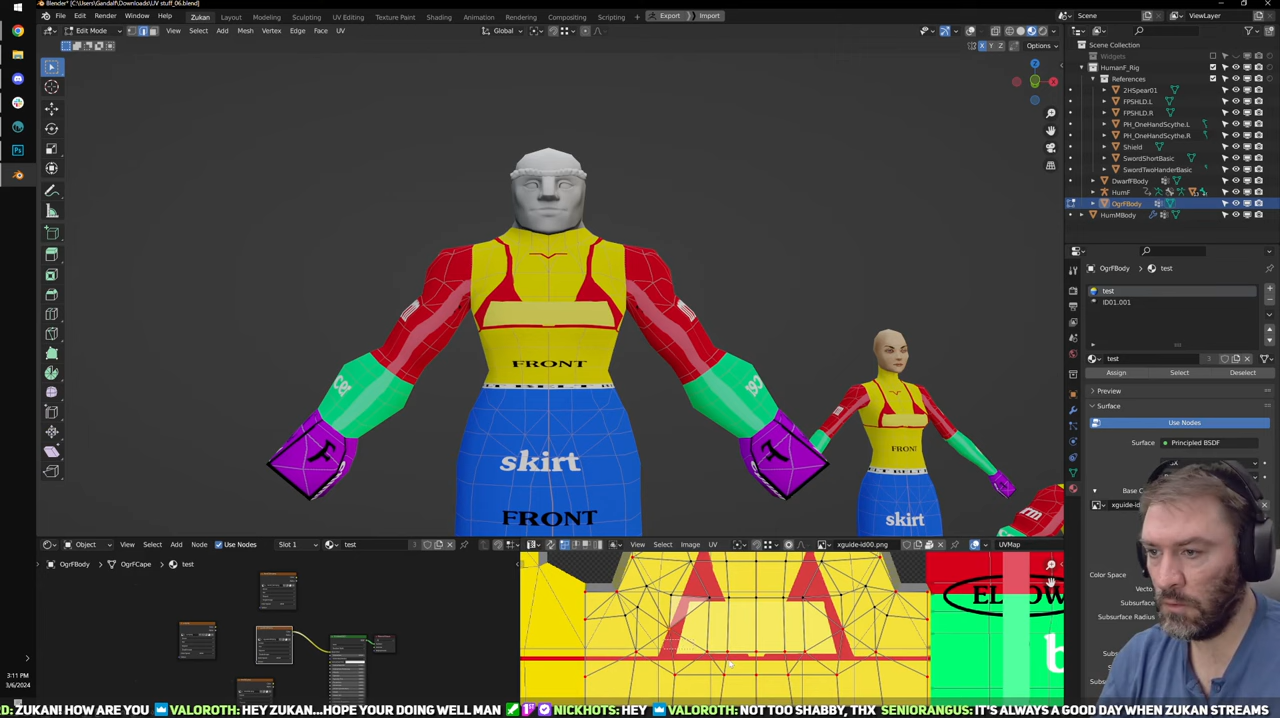 Blender* [C:\Users\Gandalf\Downloads\UV stuff_06.blend]
File Edit Render Window Help Zukan Layout Modeling Sculpting UV Editing Texture Paint Shading Animation Rendering Compositing Scripting Export Import Scene ViewLayer
Edit Mode View Select Add Mesh Vertex Edge Face UV Global
X Y Z Options
Scene Collection
Widgets
HumanF_Rig
References
2HSpear01
FPSHLD.L
FPSHLD.R
PH_OneHandScythe.L
PH_OneHandScythe.R
Shield
SwordShortBasic
SwordTwoHanderBasic
DwarfFBody
HumF
OgrFBody
HumMBody
OgrFBody test
test
ID01.001
test 3
Assign Select Deselect
Preview
Surface
Use Nodes
Surface: Principled BSDF
Base C
xguide-id
Color Space
Subsurface
Subsurface Radius
FRONT
skirt
FRONT
FRONT
skirt
Object View Select Add Node Use Nodes Slot 1 test 3 View Select Image UV xguide-id00.png UVMap
OgrFBody OgrFCape test
3:11 PM
3/6/2024
RD: ZUKAN! HOW ARE YOU VALOROTH: HEY ZUKAN...HOPE YOUR DOING WELL MAN NICKHOTS: HEY VALOROTH: NOT TOO SHABBY, THX SENIORANGUS: IT'S ALWAYS A GOOD DAY WHEN ZUKAN STREAMS